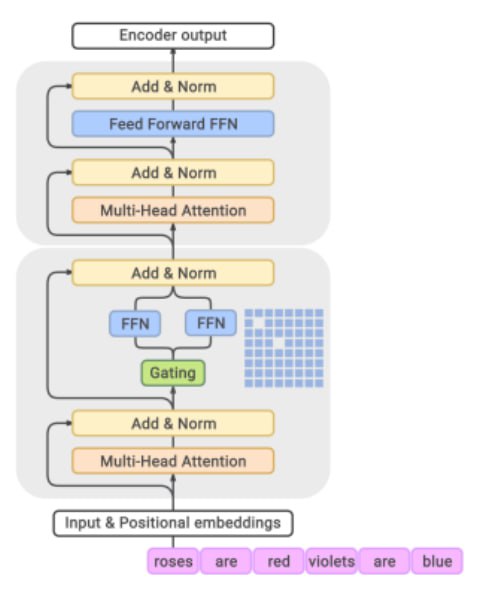 Encoder output
Add & Norm
Feed Forward FFN
Add & Norm
Multi-Head Attention
Add & Norm
FFN FFN
Gating
Add & Norm
Multi-Head Attention
Input & Positional embeddings
roses are red violets are blue